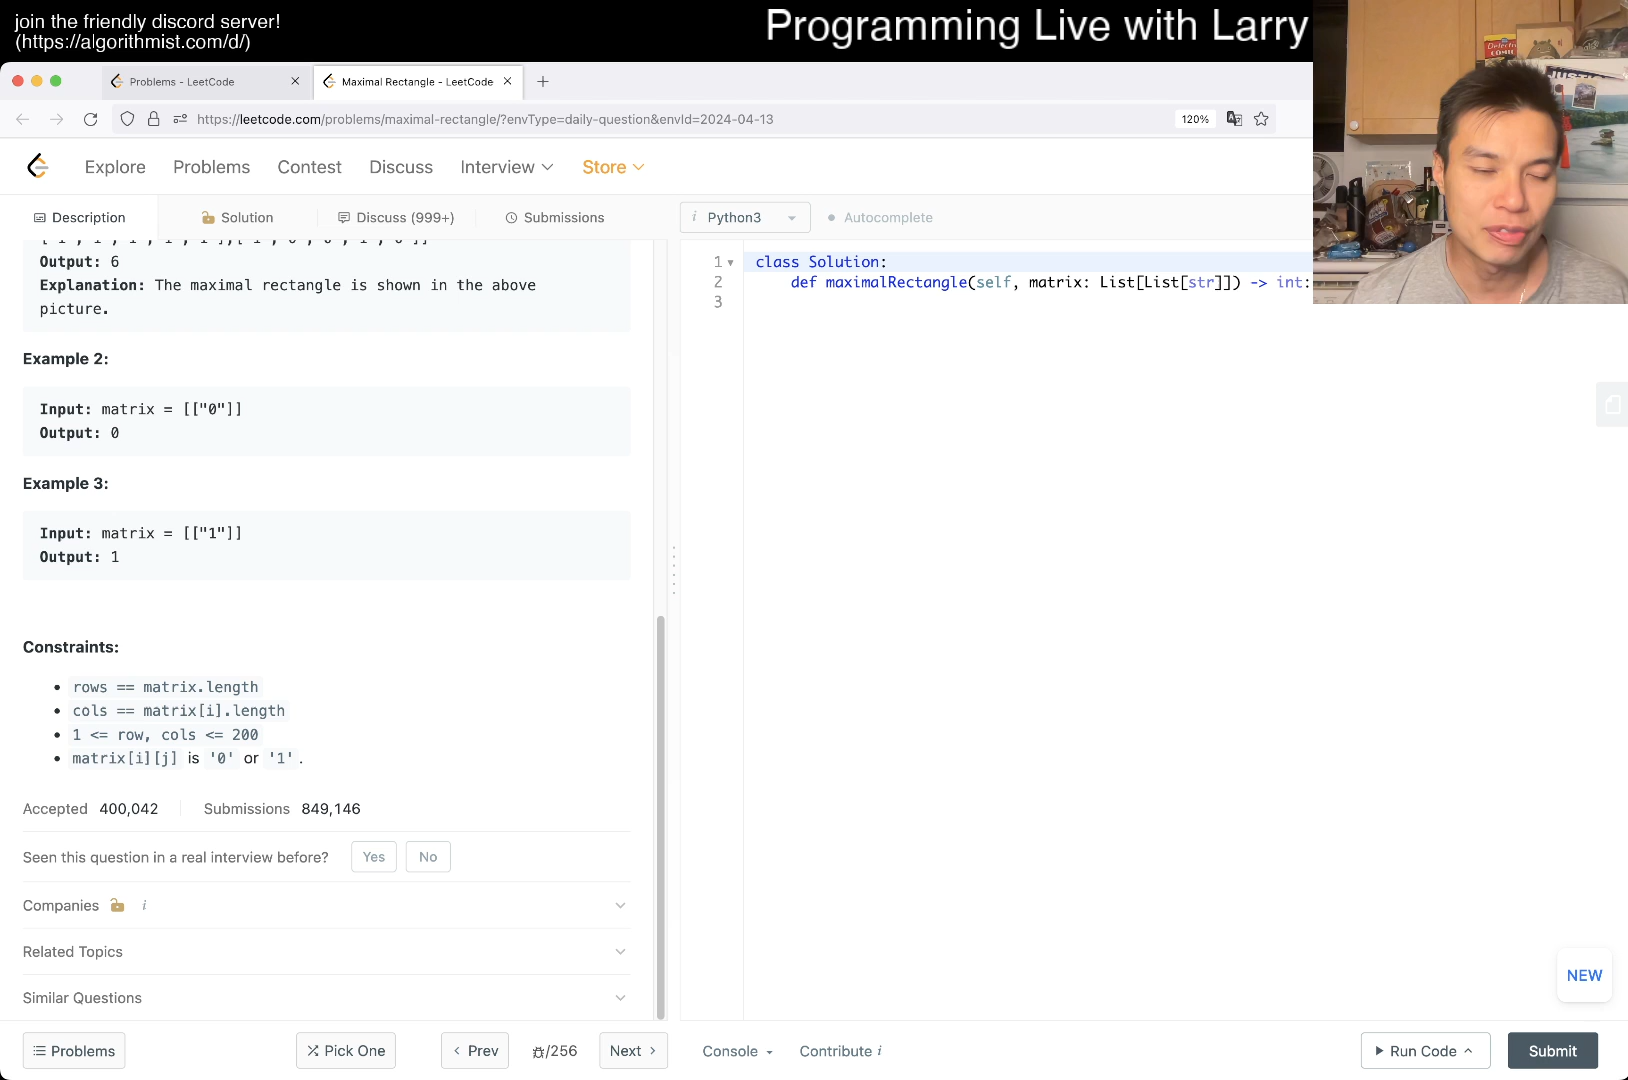 join the friendly discord server!
(https://algorithmist.com/d/)
Programming Live with Larry
Problems - LeetCode
Maximal Rectangle - LeetCode
https://leetcode.com/problems/maximal-rectangle/?envType=daily-question&envId=2024-04-13
120%
Explore
Problems
Contest
Discuss
Interview
Store
Description
Solution
Discuss (999+)
Submissions
i Python3
Autocomplete
Output: 6
Explanation: The maximal rectangle is shown in the above
picture.
Example 2:
Input: matrix = [["0"]]
Output: 0
Example 3:
Input: matrix = [["1"]]
Output: 1
Constraints:
• rows == matrix.length
• cols == matrix[i].length
• 1 <= row, cols <= 200
• matrix[i][j] is '0' or '1'.
Accepted 400,042
Submissions 849,146
Seen this question in a real interview before?
Yes
No
Companies i
Related Topics
Similar Questions
1 class Solution:
2 def maximalRectangle(self, matrix: List[List[str]]) -> int:
3
NEW
Problems
Pick One
Prev
/256
Next
Console
Contribute i
Run Code
Submit